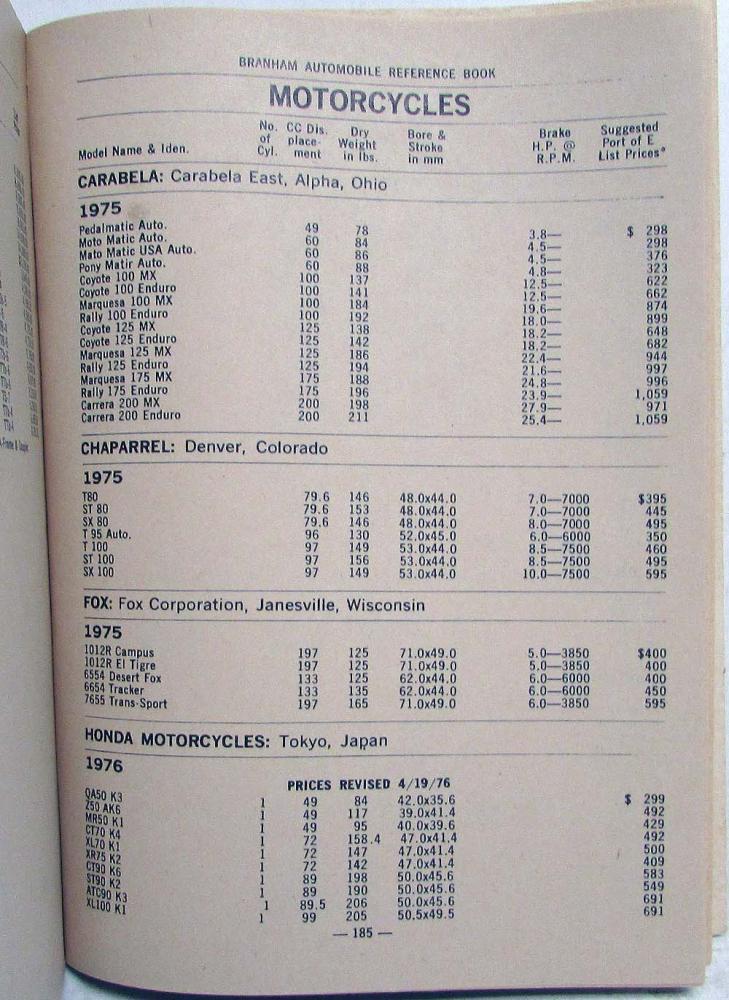 BRANHAM AUTOMOBILE REFERENCE BOOK
MOTORCYCLES
Model Name & Iden. No. of Cyl. CC Dis. place- ment Dry Weight in lbs. Bore & Stroke in mm Brake H.P. @ R.P.M. Suggested Port of E List Prices*
CARABELA: Carabela East, Alpha, Ohio
1975
Pedalmatic Auto. 49 78 3.8— $ 298
Moto Matic Auto. 60 84 4.5— 298
Mato Matic USA Auto. 60 86 4.5— 376
Pony Matir Auto. 60 88 4.8— 323
Coyote 100 MX 100 137 12.5— 622
Coyote 100 Enduro 100 141 12.5— 662
Marquesa 100 MX 100 184 19.6— 874
Rally 100 Enduro 100 192 18.0— 899
Coyote 125 MX 125 138 18.2— 648
Coyote 125 Enduro 125 142 18.2— 682
Marquesa 125 MX 125 186 22.4— 944
Rally 125 Enduro 125 194 21.6— 997
Marquesa 175 MX 175 188 24.8— 996
Rally 175 Enduro 175 196 23.9— 1,059
Carrera 200 MX 200 198 27.9— 971
Carrera 200 Enduro 200 211 25.4— 1,059
CHAPARREL: Denver, Colorado
1975
T80 79.6 146 48.0x44.0 7.0—7000 $395
ST 80 79.6 153 48.0x44.0 7.0—7000 445
SX 80 79.6 146 48.0x44.0 8.0—7000 495
T 95 Auto. 96 130 52.0x45.0 6.0—6000 350
T 100 97 149 53.0x44.0 8.5—7500 460
ST 100 97 156 53.0x44.0 8.5—7500 495
SX 100 97 149 53.0x44.0 10.0—7500 595
FOX: Fox Corporation, Janesville, Wisconsin
1975
1012R Campus 197 125 71.0x49.0 5.0—3850 $400
1012R El Tigre 197 125 71.0x49.0 5.0—3850 400
6554 Desert Fox 133 125 62.0x44.0 6.0—6000 400
6654 Tracker 133 135 62.0x44.0 6.0—6000 450
7655 Trans-Sport 197 165 71.0x49.0 6.0—3850 595
HONDA MOTORCYCLES: Tokyo, Japan
1976
PRICES REVISED 4/19/76
QA50 K3 1 49 84 42.0x35.6 $ 299
Z50 AK6 1 49 117 39.0x41.4 492
MR50 K1 1 49 95 40.0x39.6 429
CT70 K4 1 72 158.4 47.0x41.4 492
XL70 K1 1 72 147 47.0x41.4 500
XR75 K2 1 72 142 47.0x41.4 409
CT90 K6 1 89 198 50.0x45.6 583
ST90 K2 1 89 190 50.0x45.6 549
ATC90 K3 1 89.5 206 50.0x45.6 691
XL100 K1 1 99 205 50.5x49.5 691
— 185 —